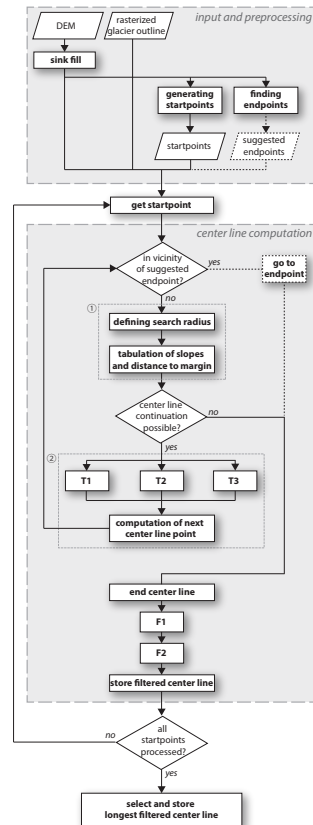 input and preprocessing
DEM
rasterized
glacier outline
sink fill
generating
startpoints
finding
endpoints
startpoints
suggested
endpoints
get startpoint
center line computation
in vicinity
of suggested
endpoint?
yes
go to
endpoint
no
①
defining search radius
tabulation of slopes
and distance to margin
center line
continuation
possible?
no
yes
②
T1
T2
T3
computation of next
center line point
end center line
F1
F2
store filtered center line
all
startpoints
processed?
no
yes
select and store
longest filtered center line